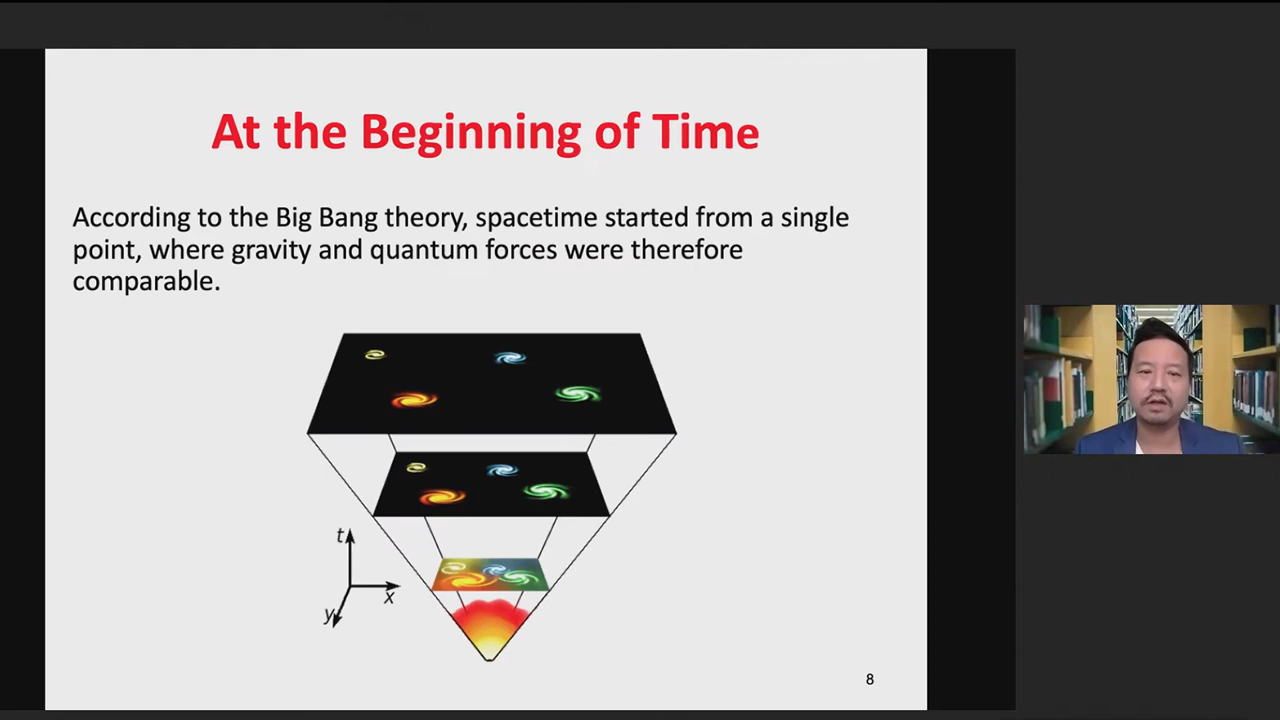 At the Beginning of Time
According to the Big Bang theory, spacetime started from a single
point, where gravity and quantum forces were therefore
comparable.
t
x
y
8